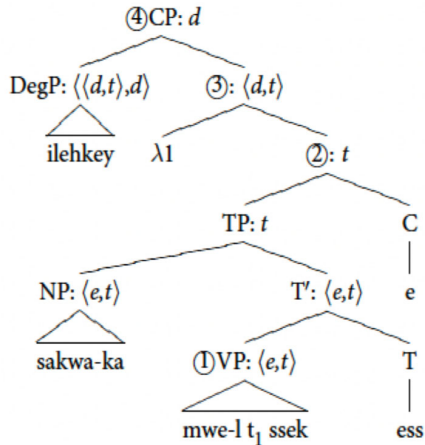 ④CP: d
DegP: ⟨⟨d,t⟩,d⟩ ③: ⟨d,t⟩
ilehkey λ1 ②: t
TP: t C
NP: ⟨e,t⟩ T′: ⟨e,t⟩ e
sakwa-ka ①VP: ⟨e,t⟩ T
mwe-l t₁ ssek ess